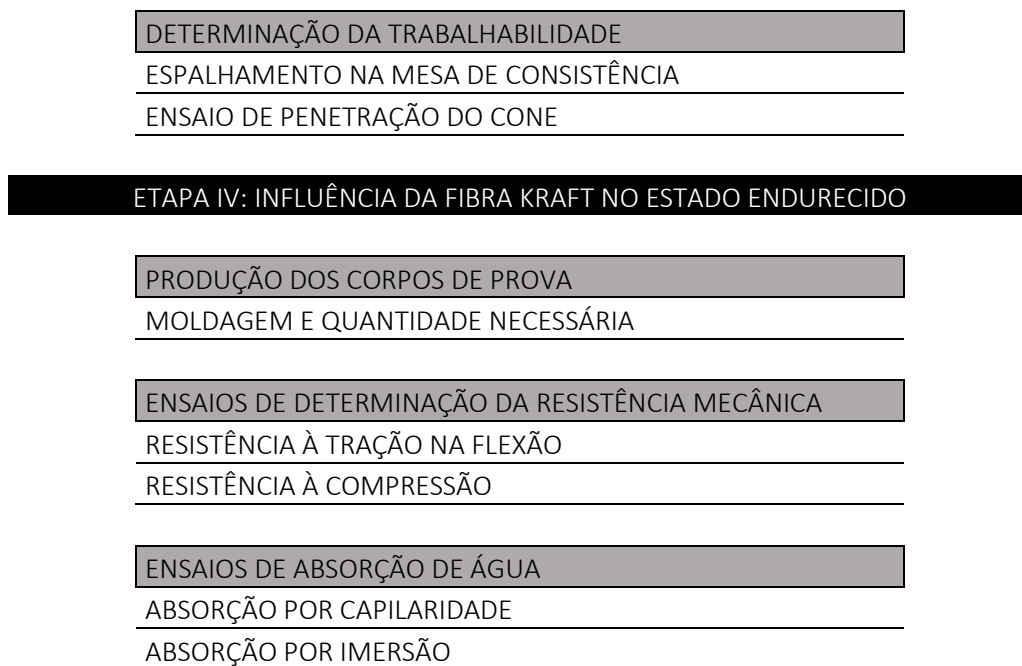 DETERMINAÇÃO DA TRABALHABILIDADE
ESPALHAMENTO NA MESA DE CONSISTÊNCIA
ENSAIO DE PENETRAÇÃO DO CONE
ETAPA IV: INFLUÊNCIA DA FIBRA KRAFT NO ESTADO ENDURECIDO
PRODUÇÃO DOS CORPOS DE PROVA
MOLDAGEM E QUANTIDADE NECESSÁRIA
ENSAIOS DE DETERMINAÇÃO DA RESISTÊNCIA MECÂNICA
RESISTÊNCIA À TRAÇÃO NA FLEXÃO
RESISTÊNCIA À COMPRESSÃO
ENSAIOS DE ABSORÇÃO DE ÁGUA
ABSORÇÃO POR CAPILARIDADE
ABSORÇÃO POR IMERSÃO